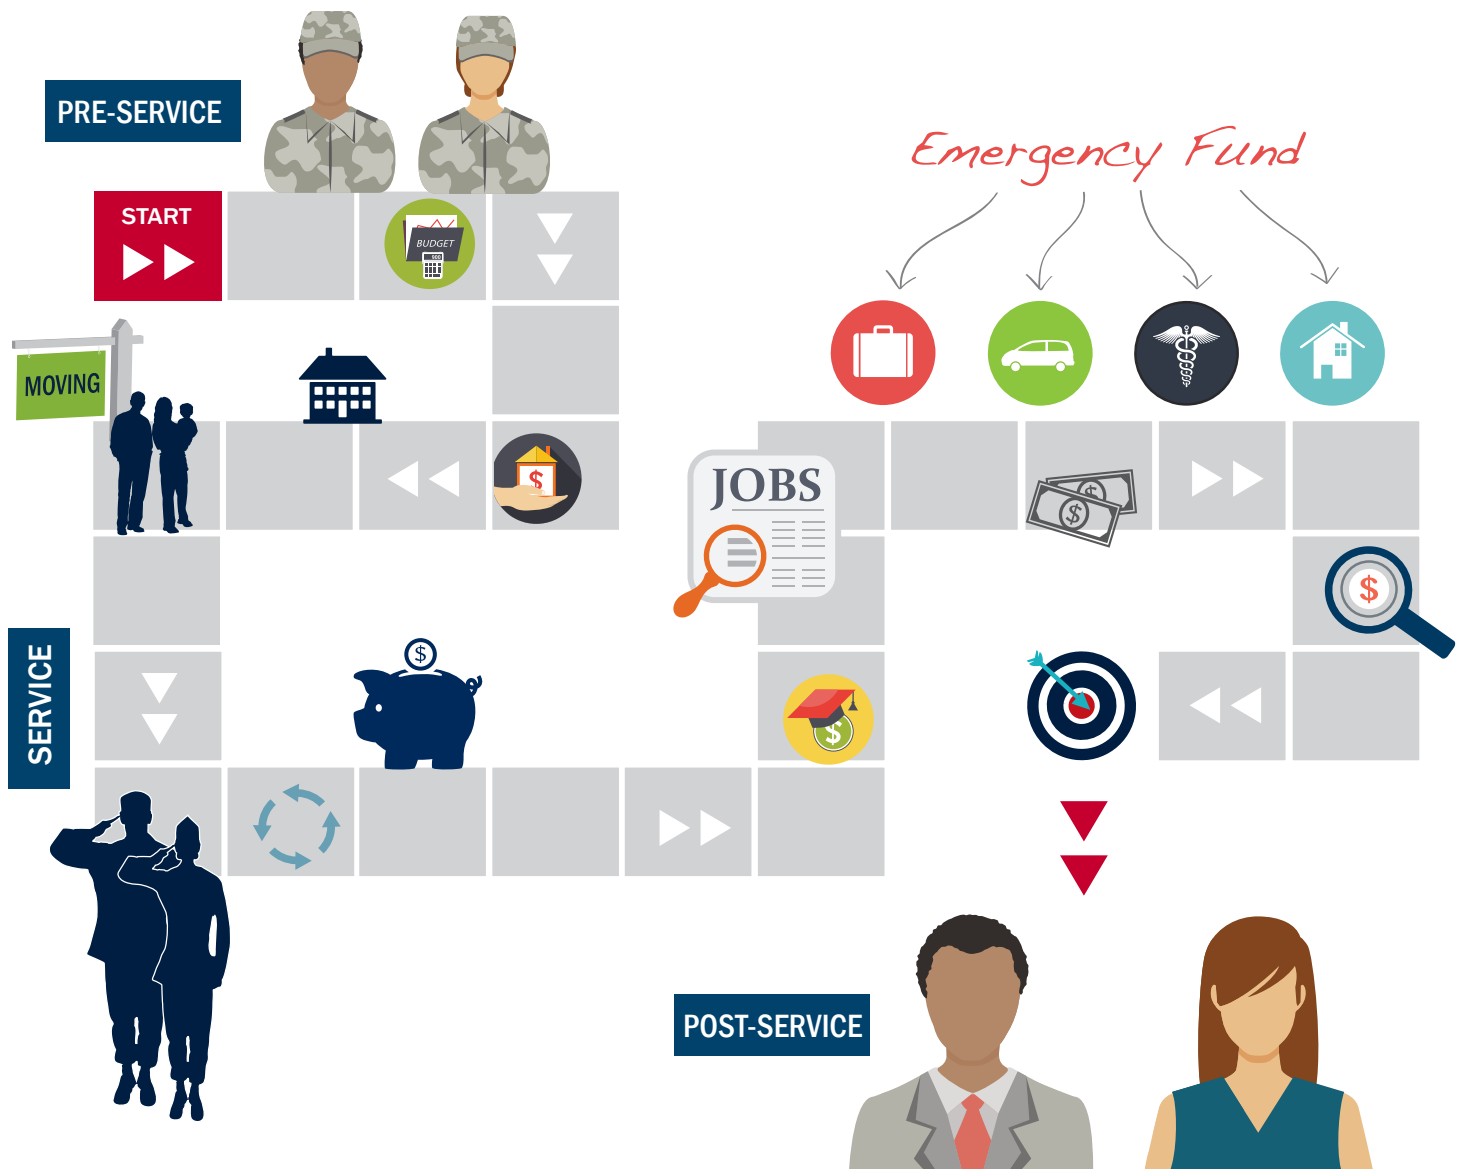 PRE-SERVICE
Emergency Fund
START
BUDGET
MOVING
$
JOBS
$
$
$
$
SERVICE
$
$
POST-SERVICE